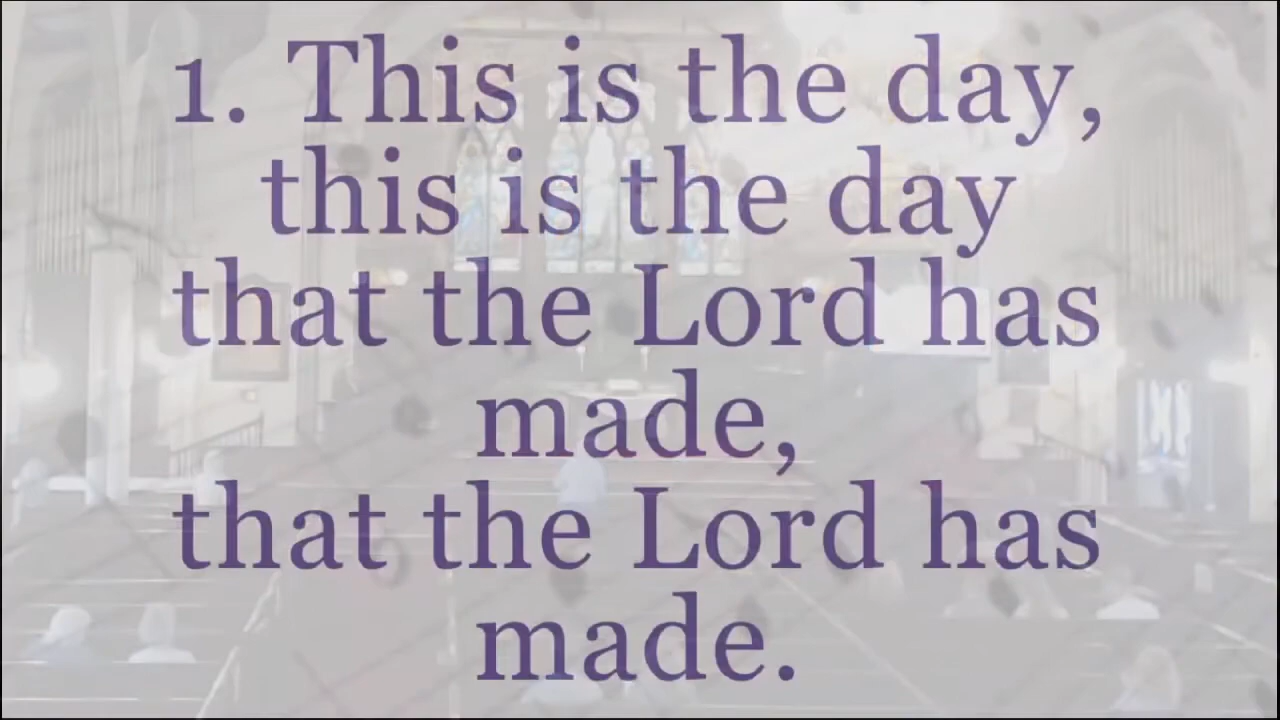 1. This is the day,
this is the day
that the Lord has
made,
that the Lord has
made.